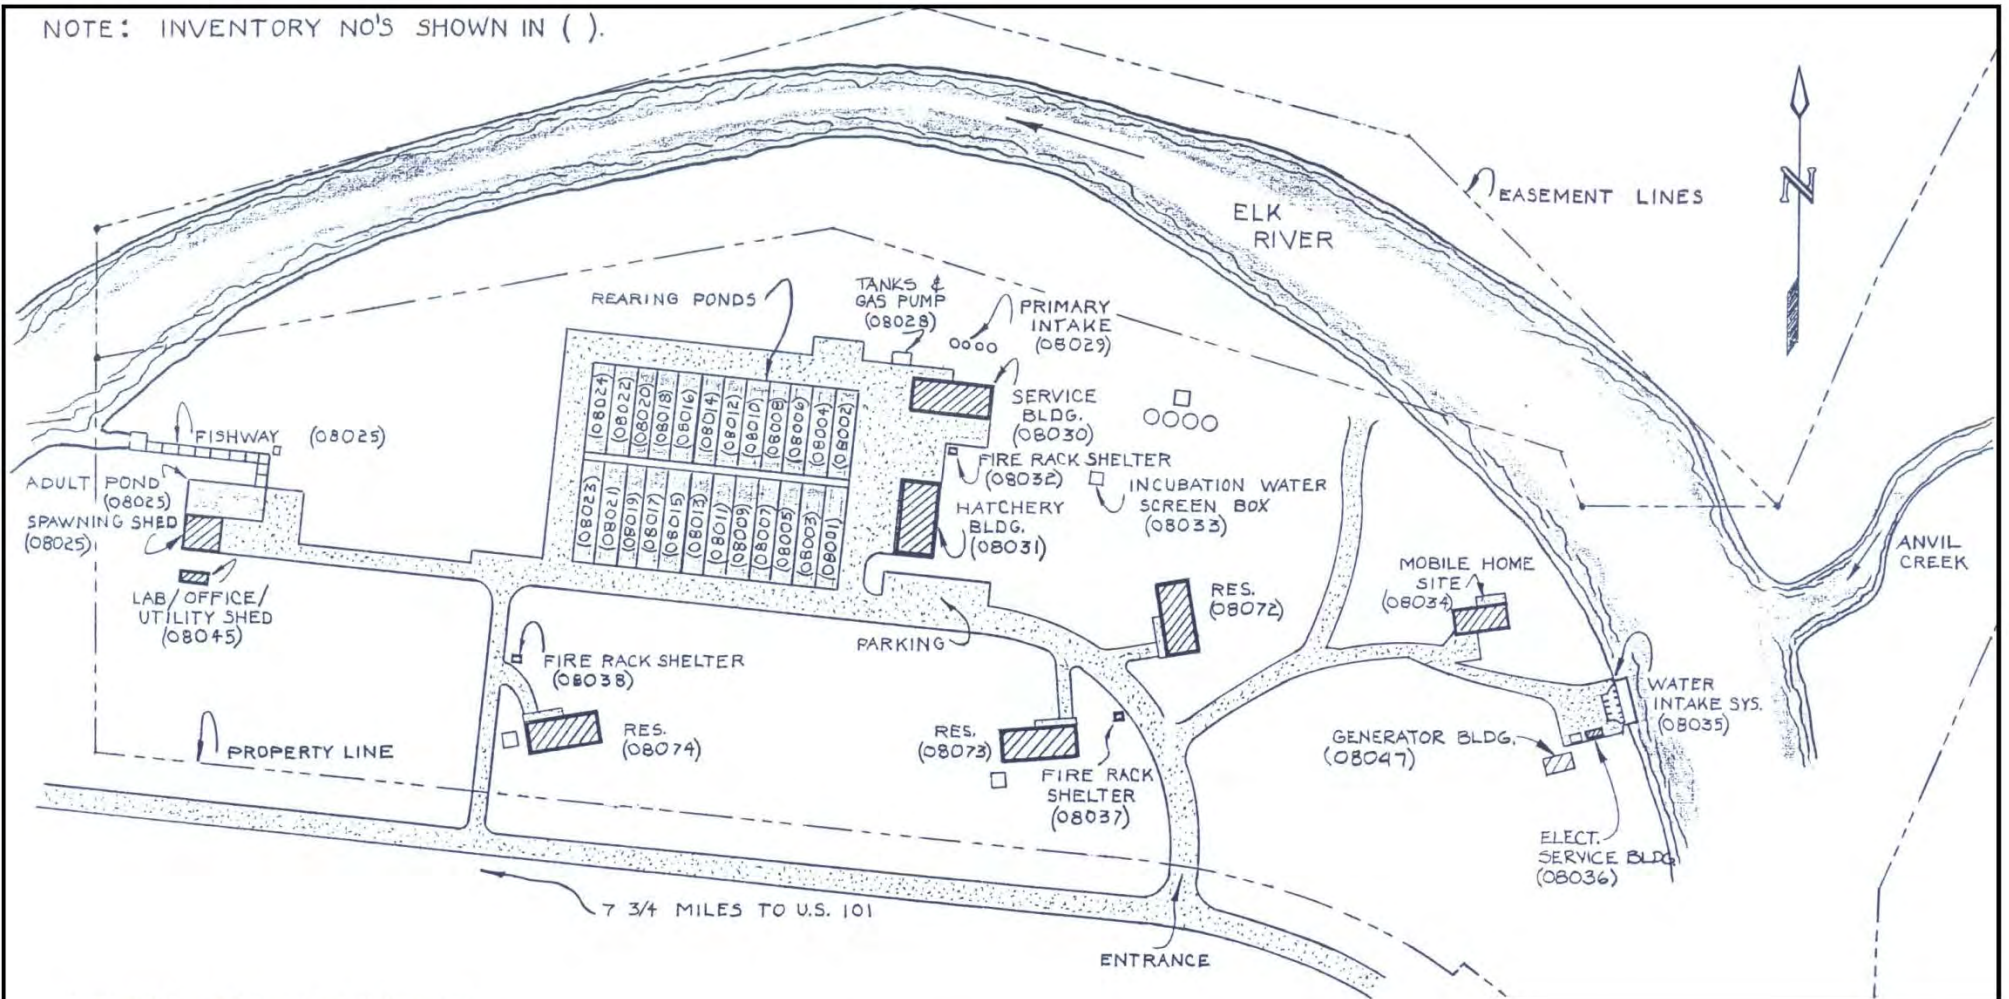 NOTE: INVENTORY NO'S SHOWN IN ( ).
EASEMENT LINES
N
ELK
RIVER
REARING PONDS
TANKS &
GAS PUMP
(08028)
PRIMARY
INTAKE
(08029)
(08024)
(08022)
(08020)
(08018)
(08016)
(08014)
(08012)
(08010)
(08008)
(08006)
(08004)
(08002)
(08023)
(08021)
(08019)
(08017)
(08015)
(08013)
(08011)
(08009)
(08007)
(08005)
(08003)
(08001)
SERVICE
BLDG.
(08030)
FIRE RACK SHELTER
(08032)
INCUBATION WATER
SCREEN BOX
(08033)
HATCHERY
BLDG.
(08031)
FISHWAY (08025)
ADULT POND
(08025)
SPAWNING SHED
(08025)
LAB/OFFICE/
UTILITY SHED
(08045)
ANVIL
CREEK
MOBILE HOME
SITE
(08034)
RES.
(08072)
PARKING
FIRE RACK SHELTER
(08038)
RES.
(08074)
RES.
(08073)
FIRE RACK
SHELTER
(08037)
WATER
INTAKE SYS.
(08035)
GENERATOR BLDG.
(08047)
PROPERTY LINE
ELECT.
SERVICE BLDG
(08036)
7 3/4 MILES TO U.S. 101
ENTRANCE